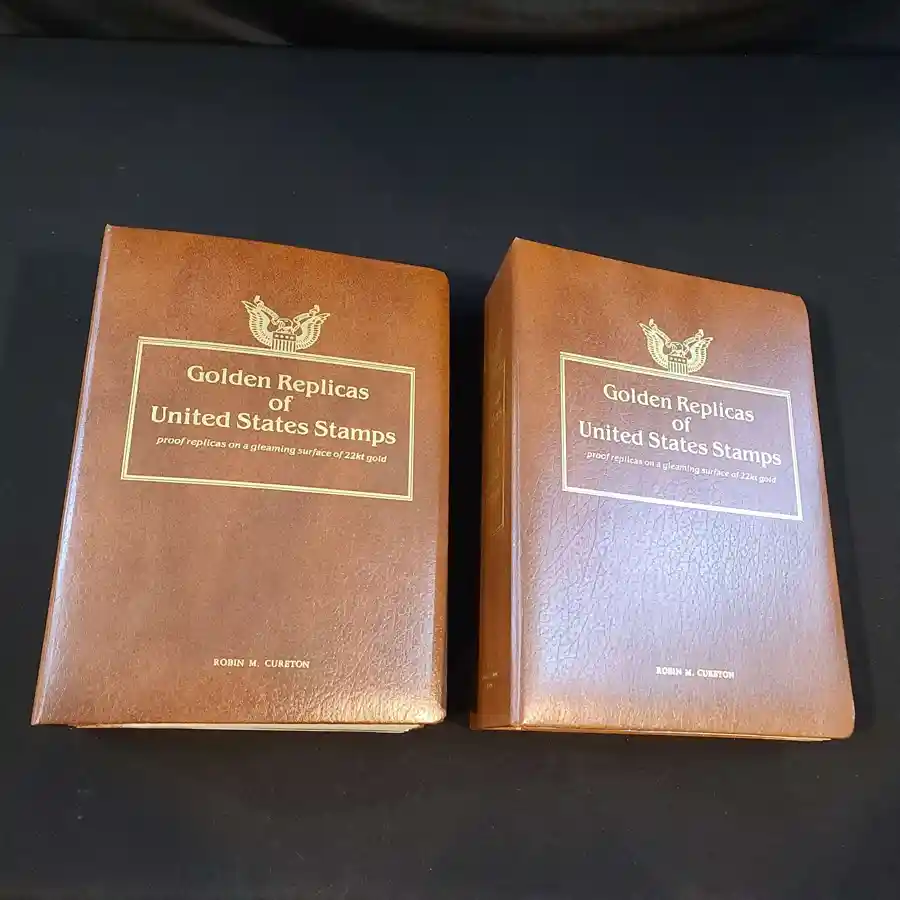 Golden Replicas
of
United States Stamps
proof replicas on a gleaming surface of 22kt gold
ROBIN M. CURETON
Golden Replicas
of
United States Stamps
proof replicas on a gleaming surface of 22kt gold
ROBIN M. CURETON